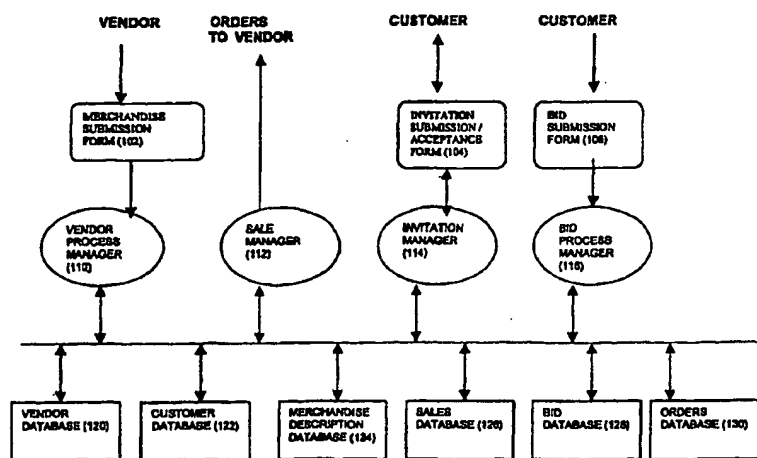 VENDOR
ORDERS
TO VENDOR
CUSTOMER
CUSTOMER
MERCHANDISE
SUBMISSION
FORM (102)
INVITATION
SUBMISSION /
ACCEPTANCE
FORM (104)
BID
SUBMISSION
FORM (106)
VENDOR
PROCESS
MANAGER
(110)
SALE
MANAGER
(112)
INVITATION
MANAGER
(114)
BID
PROCESS
MANAGER
(116)
VENDOR
DATABASE (120)
CUSTOMER
DATABASE (122)
MERCHANDISE
DESCRIPTION
DATABASE (124)
SALES
DATABASE (126)
BID
DATABASE (128)
ORDERS
DATABASE (130)